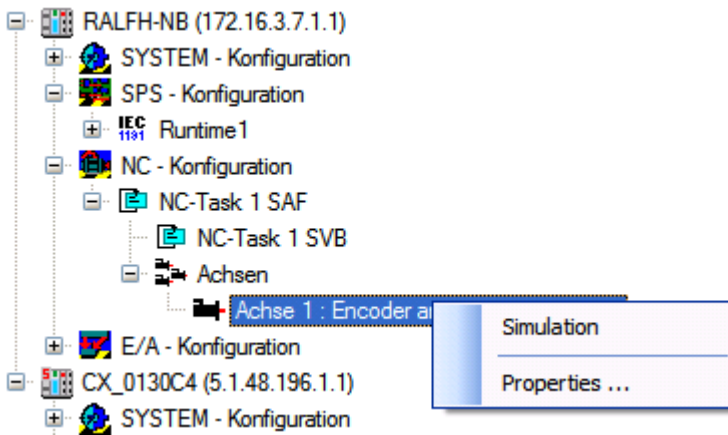 RALFH-NB (172.16.3.7.1.1)
SYSTEM - Konfiguration
SPS - Konfiguration
IEC 1131 Runtime1
NC - Konfiguration
NC-Task 1 SAF
NC-Task 1 SVB
Achsen
Achse 1 : Encoder
Simulation
E/A - Konfiguration
Properties ...
CX_0130C4 (5.1.48.196.1.1)
SYSTEM - Konfiguration